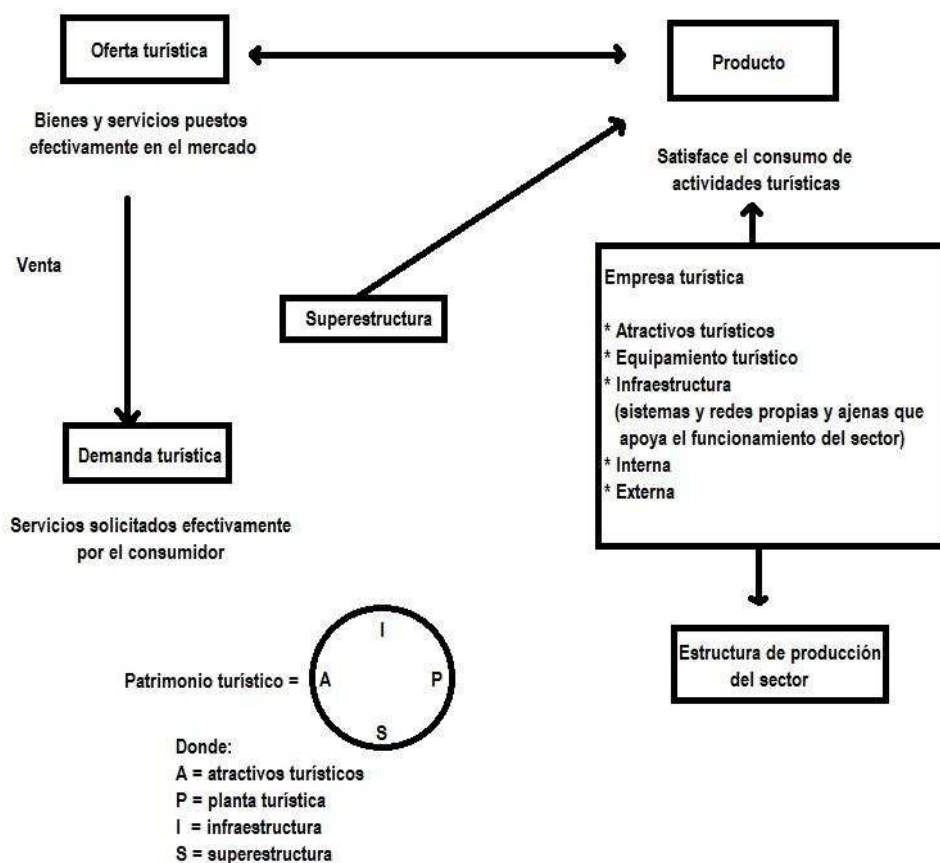 Oferta turística
Producto
Bienes y servicios puestos
efectivamente en el mercado
Satisface el consumo de
actividades turísticas
Venta
Superestructura
Empresa turística
* Atractivos turísticos
* Equipamiento turístico
* Infraestructura
(sistemas y redes propias y ajenas que
apoya el funcionamiento del sector)
* Interna
* Externa
Demanda turística
Servicios solicitados efectivamente
por el consumidor
Estructura de producción
del sector
I
Patrimonio turístico = A P
S
Donde:
A = atractivos turísticos
P = planta turística
I = infraestructura
S = superestructura